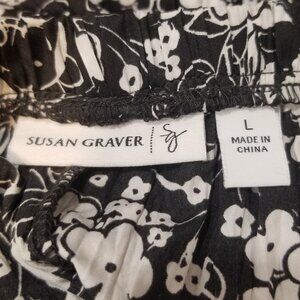 SUSAN GRAVER
sg
L
MADE IN
CHINA